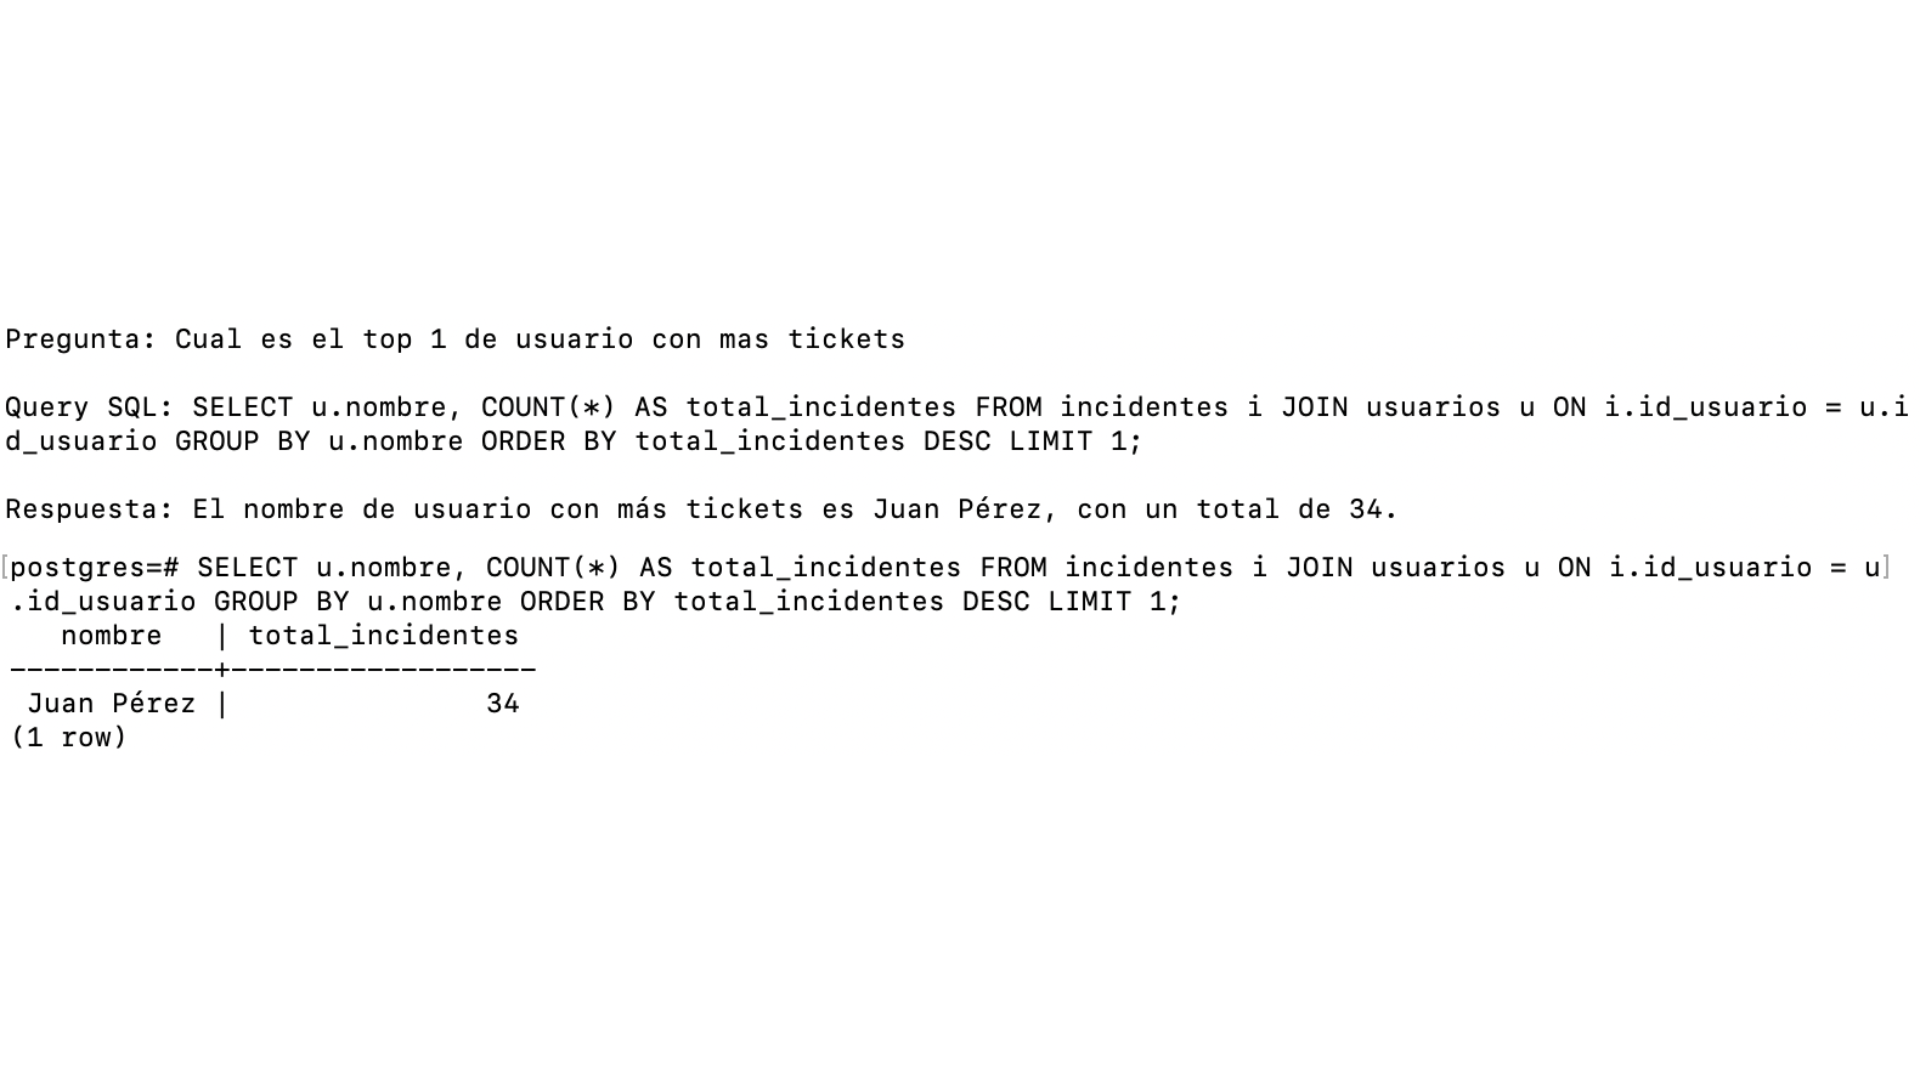 Pregunta: Cual es el top 1 de usuario con mas tickets
Query SQL: SELECT u.nombre, COUNT(*) AS total_incidentes FROM incidentes i JOIN usuarios u ON i.id_usuario = u.i
d_usuario GROUP BY u.nombre ORDER BY total_incidentes DESC LIMIT 1;
Respuesta: El nombre de usuario con más tickets es Juan Pérez, con un total de 34.
[postgres=# SELECT u.nombre, COUNT(*) AS total_incidentes FROM incidentes i JOIN usuarios u ON i.id_usuario = u]
.id_usuario GROUP BY u.nombre ORDER BY total_incidentes DESC LIMIT 1;
nombre | total_incidentes
------------+------------------
Juan Pérez | 34
(1 row)